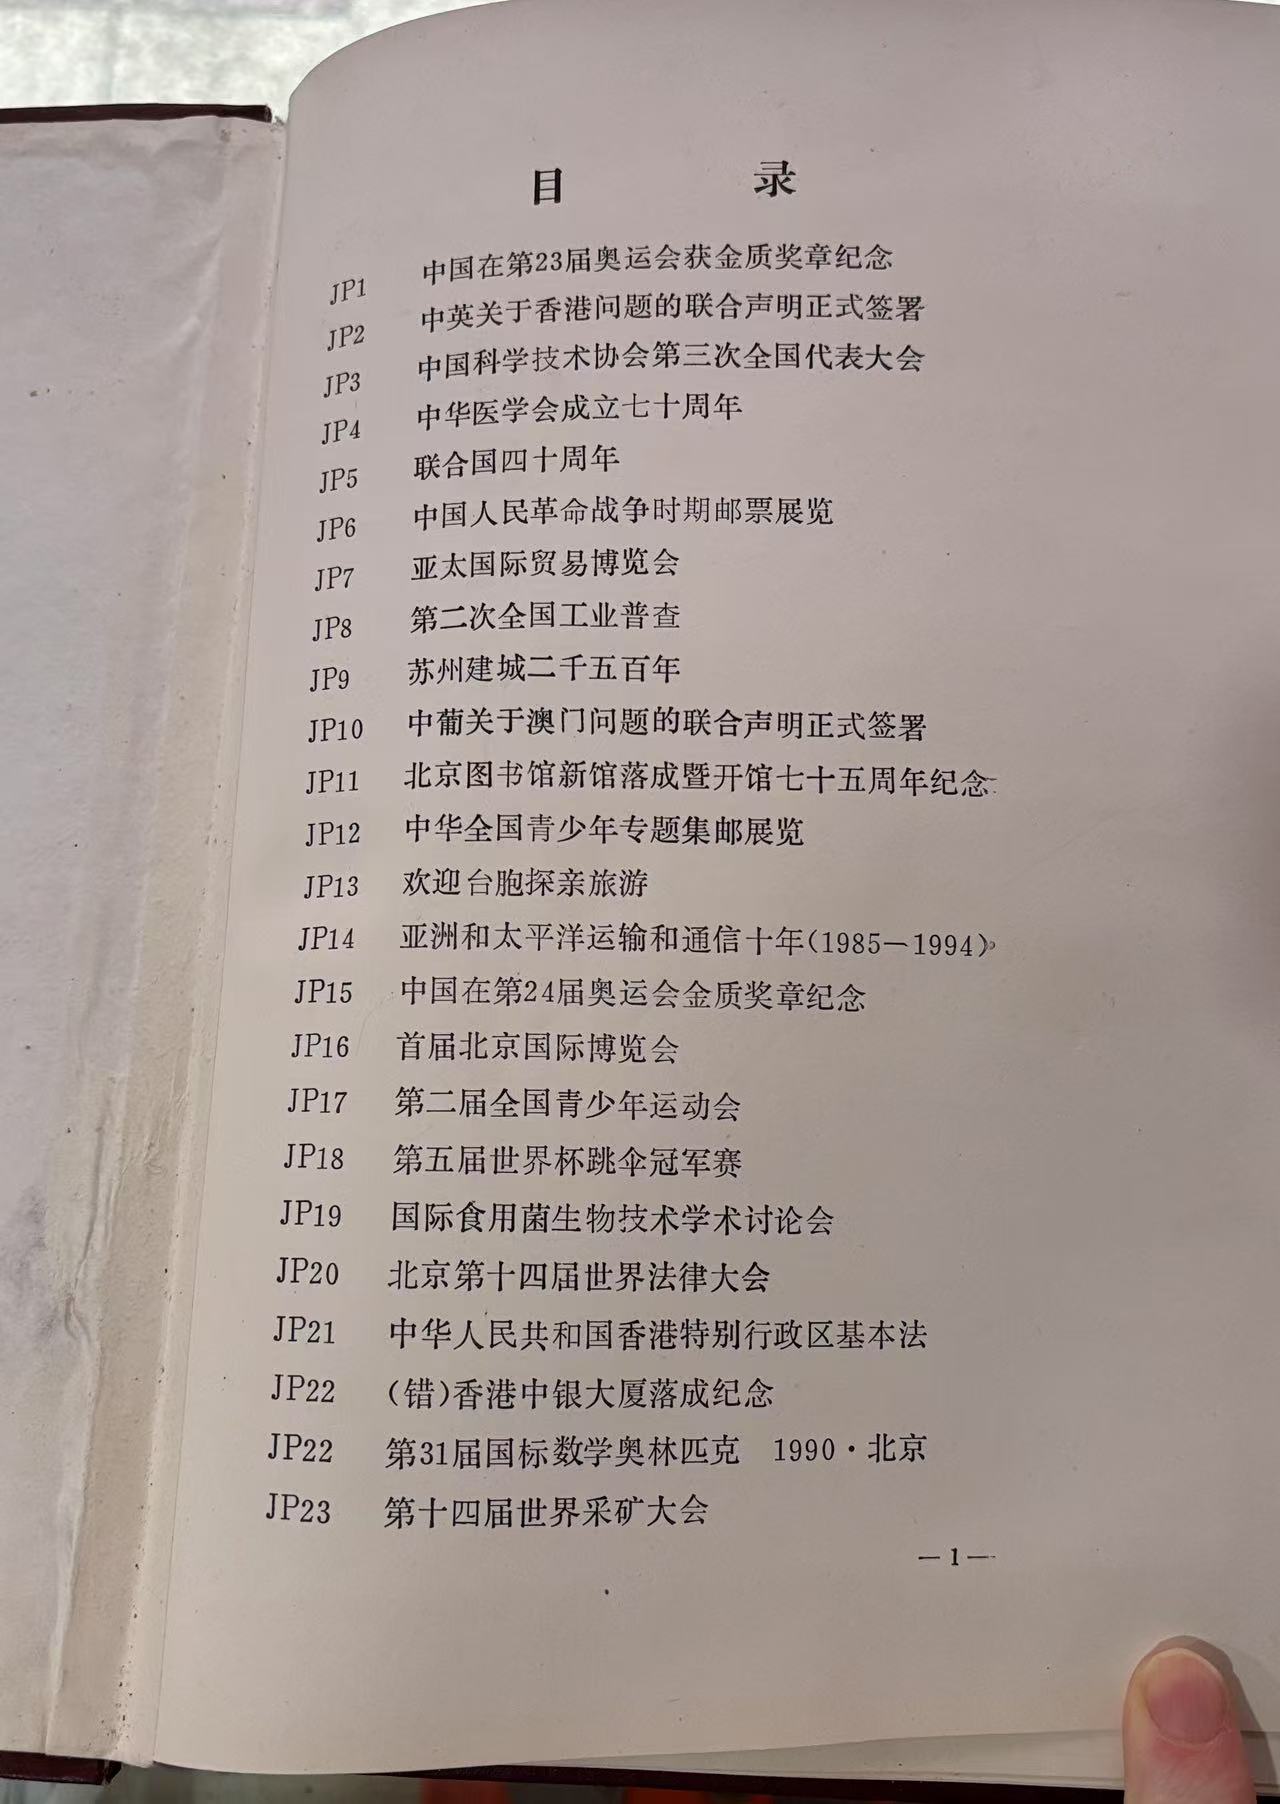 目 录
JP1 中国在第23届奥运会获金质奖章纪念
JP2 中英关于香港问题的联合声明正式签署
JP3 中国科学技术协会第三次全国代表大会
JP4 中华医学会成立七十周年
JP5 联合国四十周年
JP6 中国人民革命战争时期邮票展览
JP7 亚太国际贸易博览会
JP8 第二次全国工业普查
JP9 苏州建城二千五百年
JP10 中葡关于澳门问题的联合声明正式签署
JP11 北京图书馆新馆落成暨开馆七十五周年纪念
JP12 中华全国青少年专题集邮展览
JP13 欢迎台胞探亲旅游
JP14 亚洲和太平洋运输和通信十年(1985—1994)
JP15 中国在第24届奥运会金质奖章纪念
JP16 首届北京国际博览会
JP17 第二届全国青少年运动会
JP18 第五届世界杯跳伞冠军赛
JP19 国际食用菌生物技术学术讨论会
JP20 北京第十四届世界法律大会
JP21 中华人民共和国香港特别行政区基本法
JP22 (错)香港中银大厦落成纪念
JP22 第31届国标数学奥林匹克 1990·北京
JP23 第十四届世界采矿大会
—1—